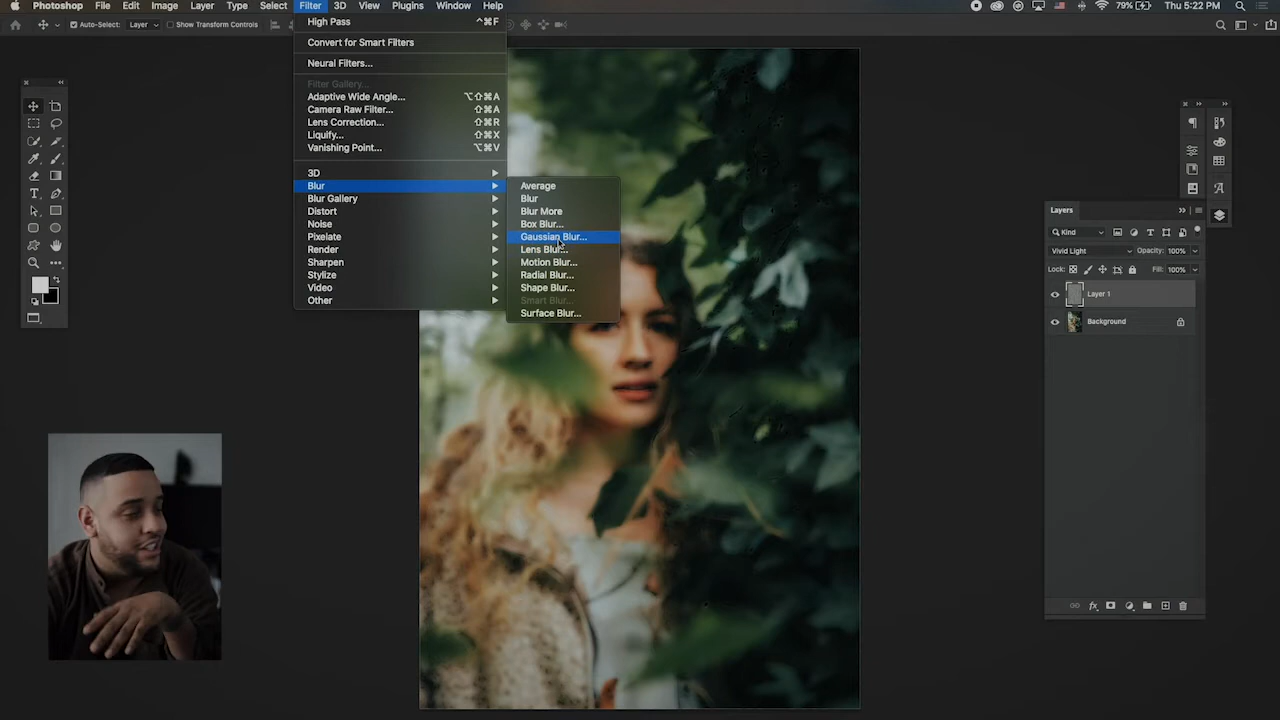 Photoshop File Edit Image Layer Type Select Filter 3D View Plugins Window Help 79% Thu 5:22 PM
Auto-Select: Layer Show Transform Controls
High Pass ^⌘F
Convert for Smart Filters
Neural Filters...
Filter Gallery...
Adaptive Wide Angle... ⌥⇧⌘A
Camera Raw Filter... ⇧⌘A
Lens Correction... ⇧⌘R
Liquify... ⇧⌘X
Vanishing Point... ⌥⌘V
3D
Blur
Blur Gallery
Distort
Noise
Pixelate
Render
Sharpen
Stylize
Video
Other
Average
Blur
Blur More
Box Blur...
Gaussian Blur...
Lens Blur...
Motion Blur...
Radial Blur...
Shape Blur...
Smart Blur...
Surface Blur...
Layers
Kind
Vivid Light Opacity: 100%
Lock: Fill: 100%
Layer 1
Background